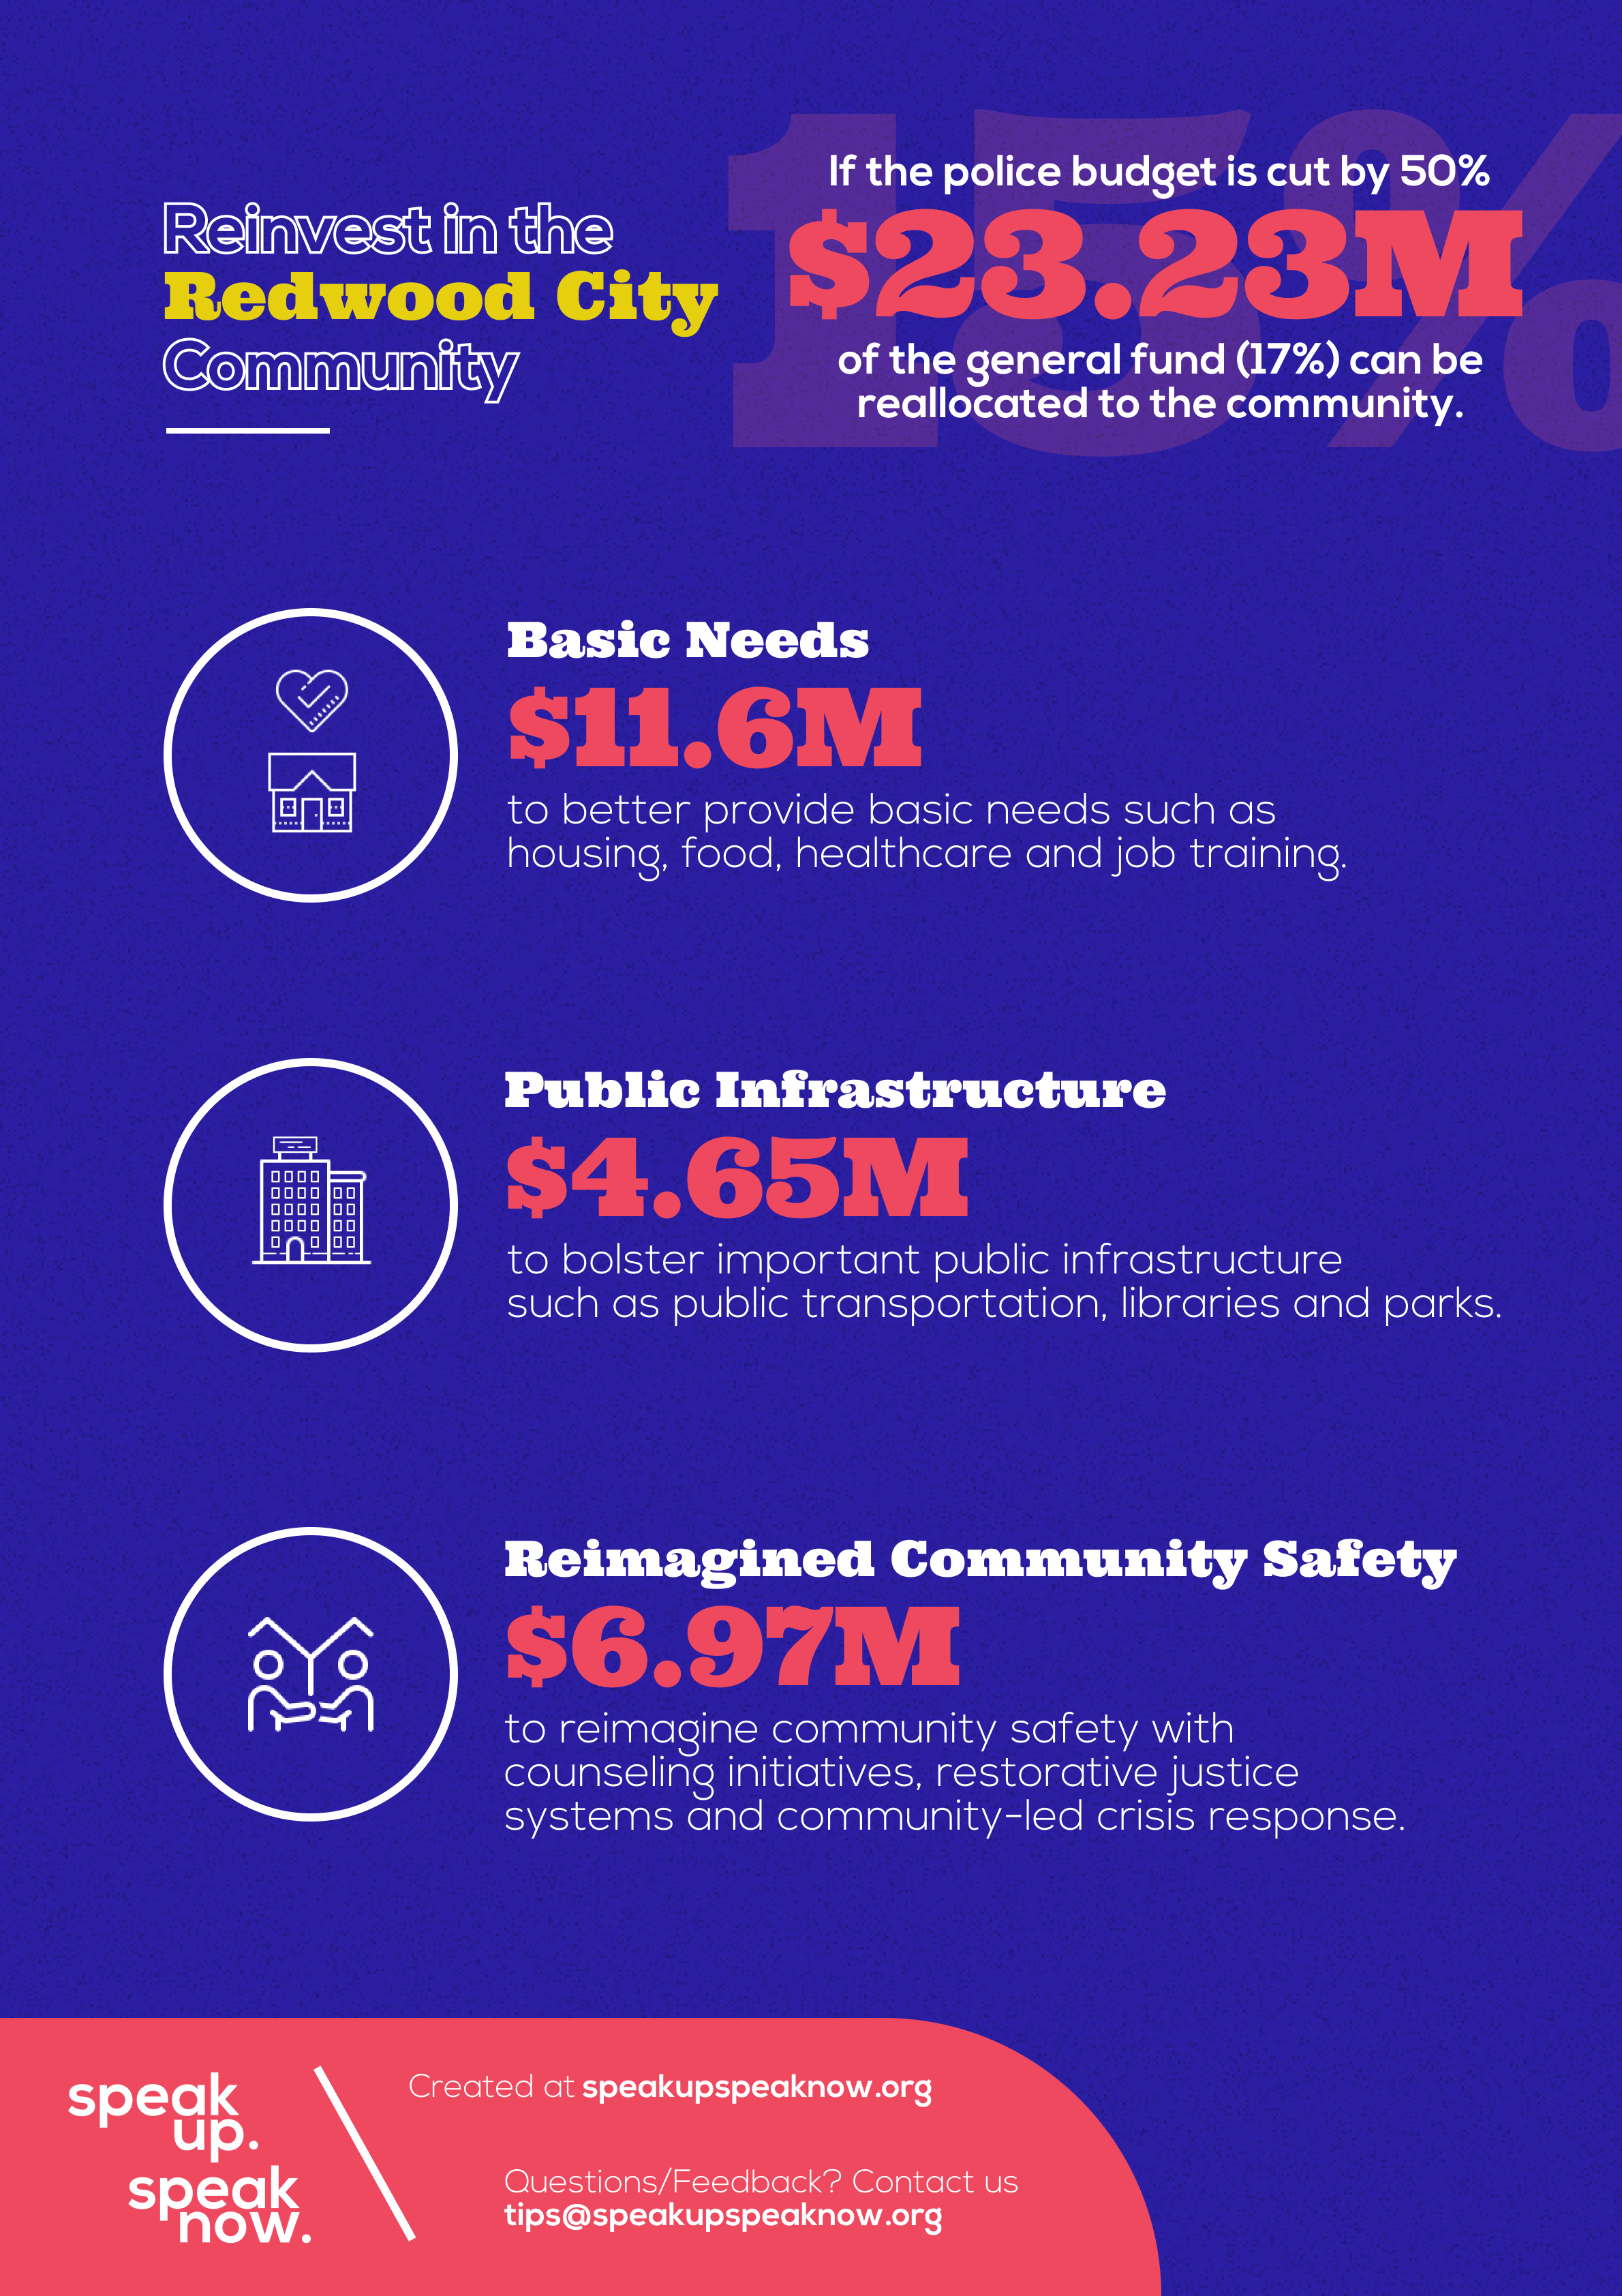 Reinvest in the
Redwood City
Community
15%
If the police budget is cut by 50%
$23.23M
of the general fund (17%) can be
reallocated to the community.
Basic Needs
$11.6M
to better provide basic needs such as
housing, food, healthcare and job training.
Public Infrastructure
$4.65M
to bolster important public infrastructure
such as public transportation, libraries and parks.
Reimagined Community Safety
$6.97M
to reimagine community safety with
counseling initiatives, restorative justice
systems and community-led crisis response.
speak
up.
speak
now.
Created at speakupspeaknow.org
Questions/Feedback? Contact us
tips@speakupspeaknow.org